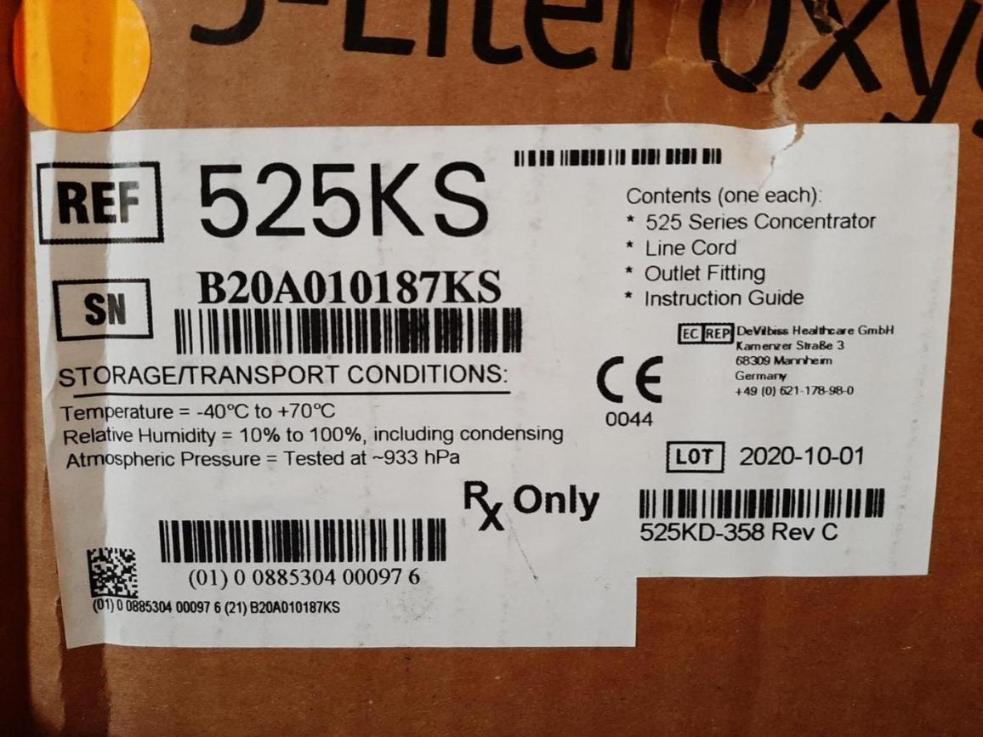 5-Liter Oxy
REF
525KS
SN
B20A010187KS
STORAGE/TRANSPORT CONDITIONS:
Temperature = -40°C to +70°C
Relative Humidity = 10% to 100%, including condensing
Atmospheric Pressure = Tested at ~933 hPa
Rx Only
(01) 0 0885304 00097 6
(01) 0 0885304 00097 6 (21) B20A010187KS
Contents (one each):
* 525 Series Concentrator
* Line Cord
* Outlet Fitting
* Instruction Guide
EC REP
DeVilbiss Healthcare GmbH
Kamenzer Straße 3
68309 Mannheim
Germany
+49 (0) 621-178-98-0
CE
0044
LOT 2020-10-01
525KD-358 Rev C